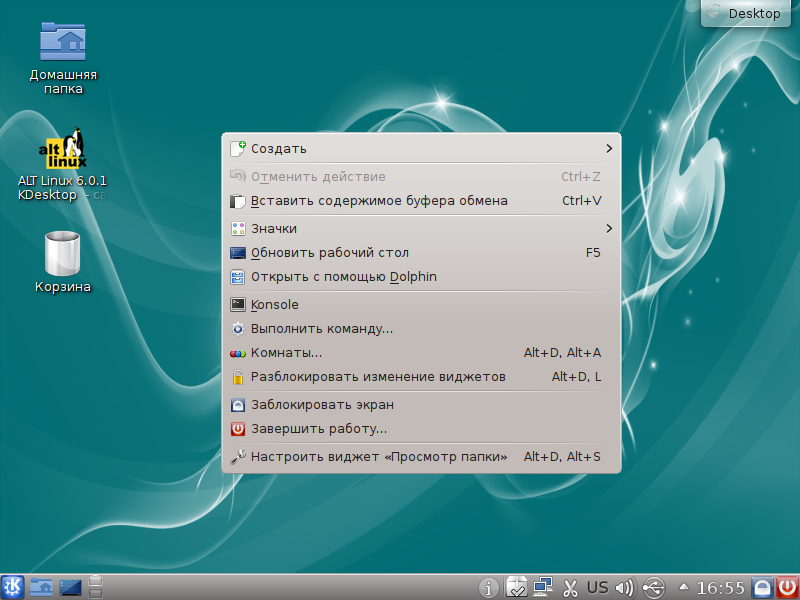 Desktop
Домашняя
папка
alt
linux
ALT Linux 6.0.1
KDesktop
Корзина
Создать
Отменить действие Ctrl+Z
Вставить содержимое буфера обмена Ctrl+V
Значки
Обновить рабочий стол F5
Открыть с помощью Dolphin
Konsole
Выполнить команду...
Комнаты... Alt+D, Alt+A
Разблокировать изменение виджетов Alt+D, L
Заблокировать экран
Завершить работу...
Настроить виджет «Просмотр папки» Alt+D, Alt+S
US
16:55